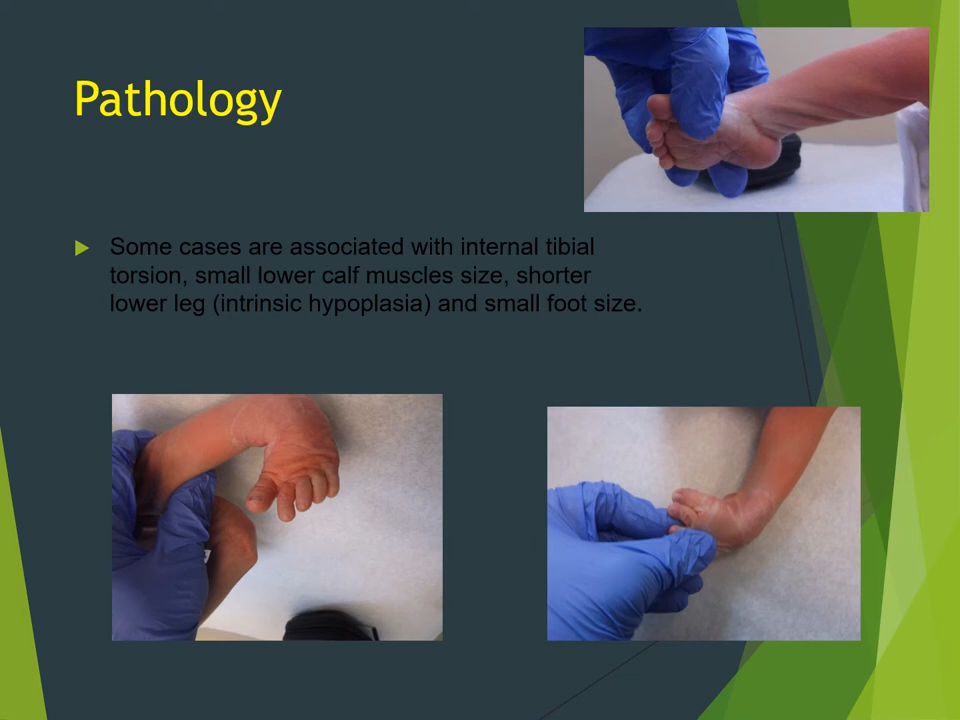 Pathology
Some cases are associated with internal tibial
torsion, small lower calf muscles size, shorter
lower leg (intrinsic hypoplasia) and small foot size.